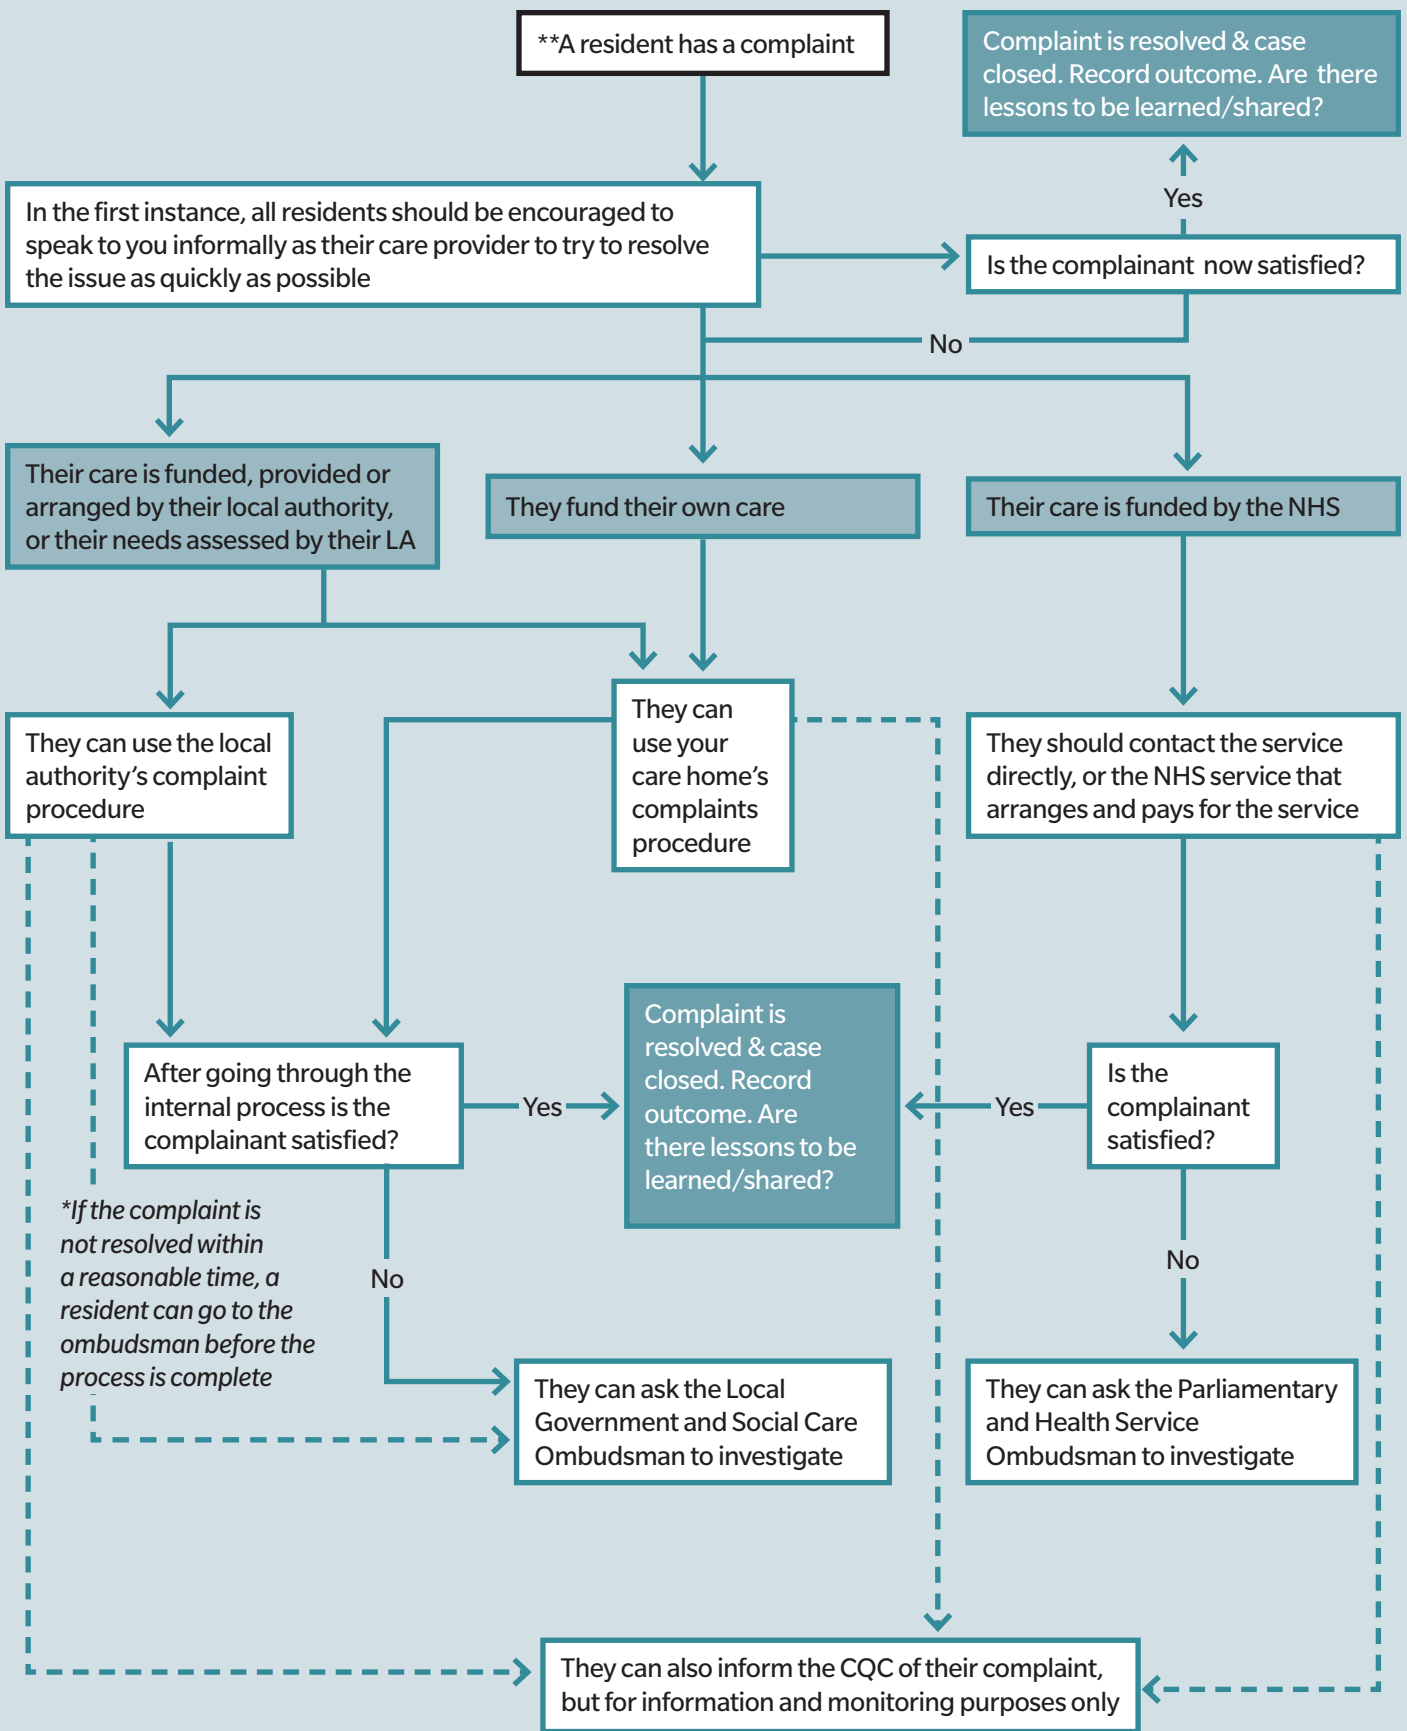 **A resident has a complaint
Complaint is resolved & case
closed. Record outcome. Are there
lessons to be learned/shared?
Yes
In the first instance, all residents should be encouraged to
speak to you informally as their care provider to try to resolve
the issue as quickly as possible
Is the complainant now satisfied?
No
Their care is funded, provided or
arranged by their local authority,
or their needs assessed by their LA
They fund their own care
Their care is funded by the NHS
They can use the local
authority’s complaint
procedure
They can
use your
care home’s
complaints
procedure
They should contact the service
directly, or the NHS service that
arranges and pays for the service
After going through the
internal process is the
complainant satisfied?
Yes
Complaint is
resolved & case
closed. Record
outcome. Are
there lessons to be
learned/shared?
Yes
Is the
complainant
satisfied?
*If the complaint is
not resolved within
a reasonable time, a
resident can go to the
ombudsman before the
process is complete
No
No
They can ask the Local
Government and Social Care
Ombudsman to investigate
They can ask the Parliamentary
and Health Service
Ombudsman to investigate
They can also inform the CQC of their complaint,
but for information and monitoring purposes only